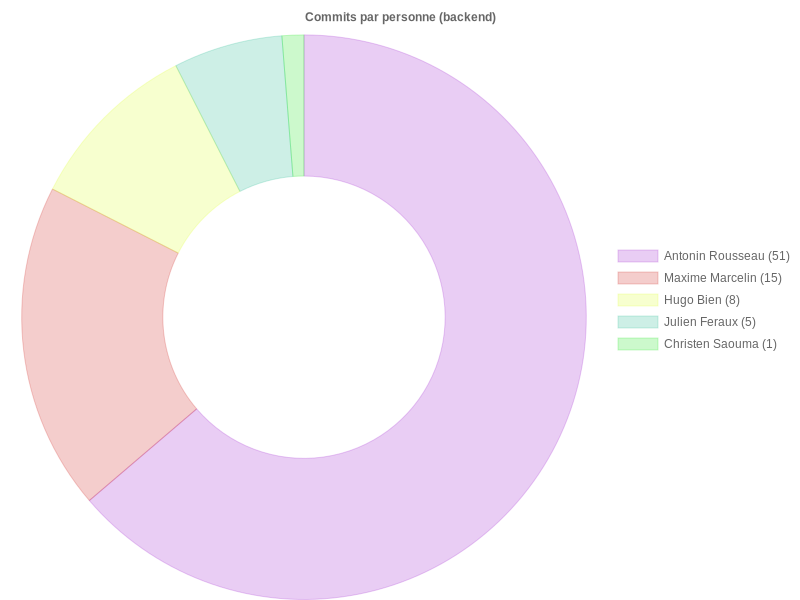 Commits par personne (backend)
Antonin Rousseau (51)
Maxime Marcelin (15)
Hugo Bien (8)
Julien Feraux (5)
Christen Saouma (1)